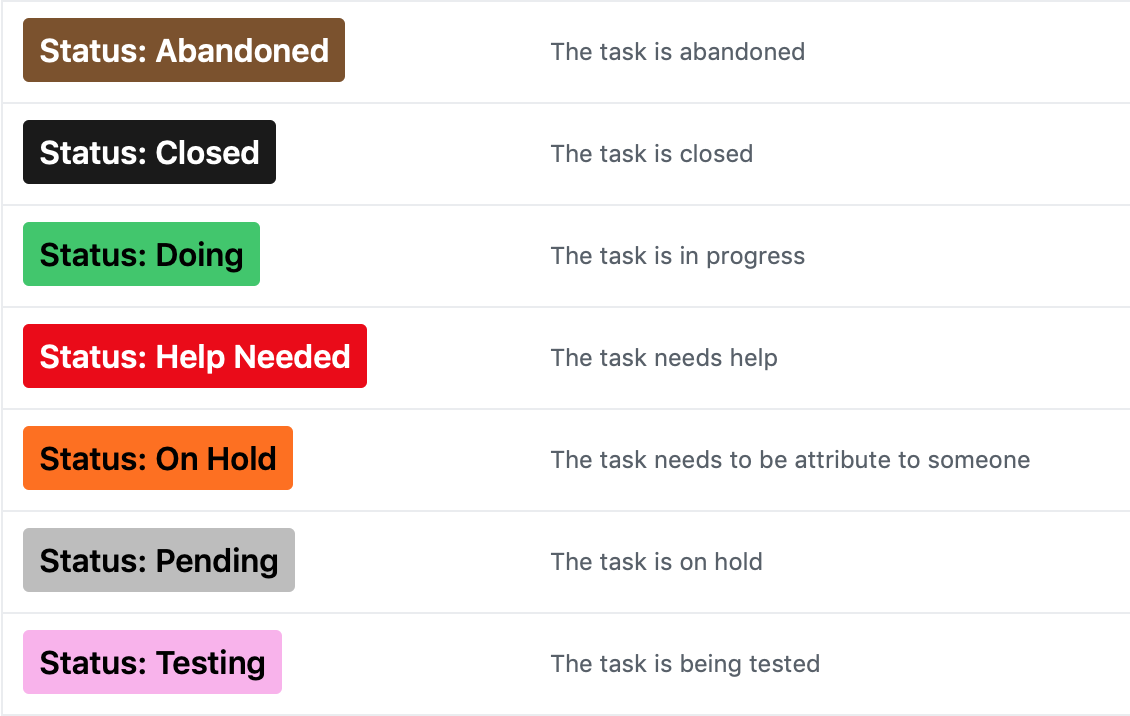 Status: Abandoned
The task is abandoned
Status: Closed
The task is closed
Status: Doing
The task is in progress
Status: Help Needed
The task needs help
Status: On Hold
The task needs to be attribute to someone
Status: Pending
The task is on hold
Status: Testing
The task is being tested